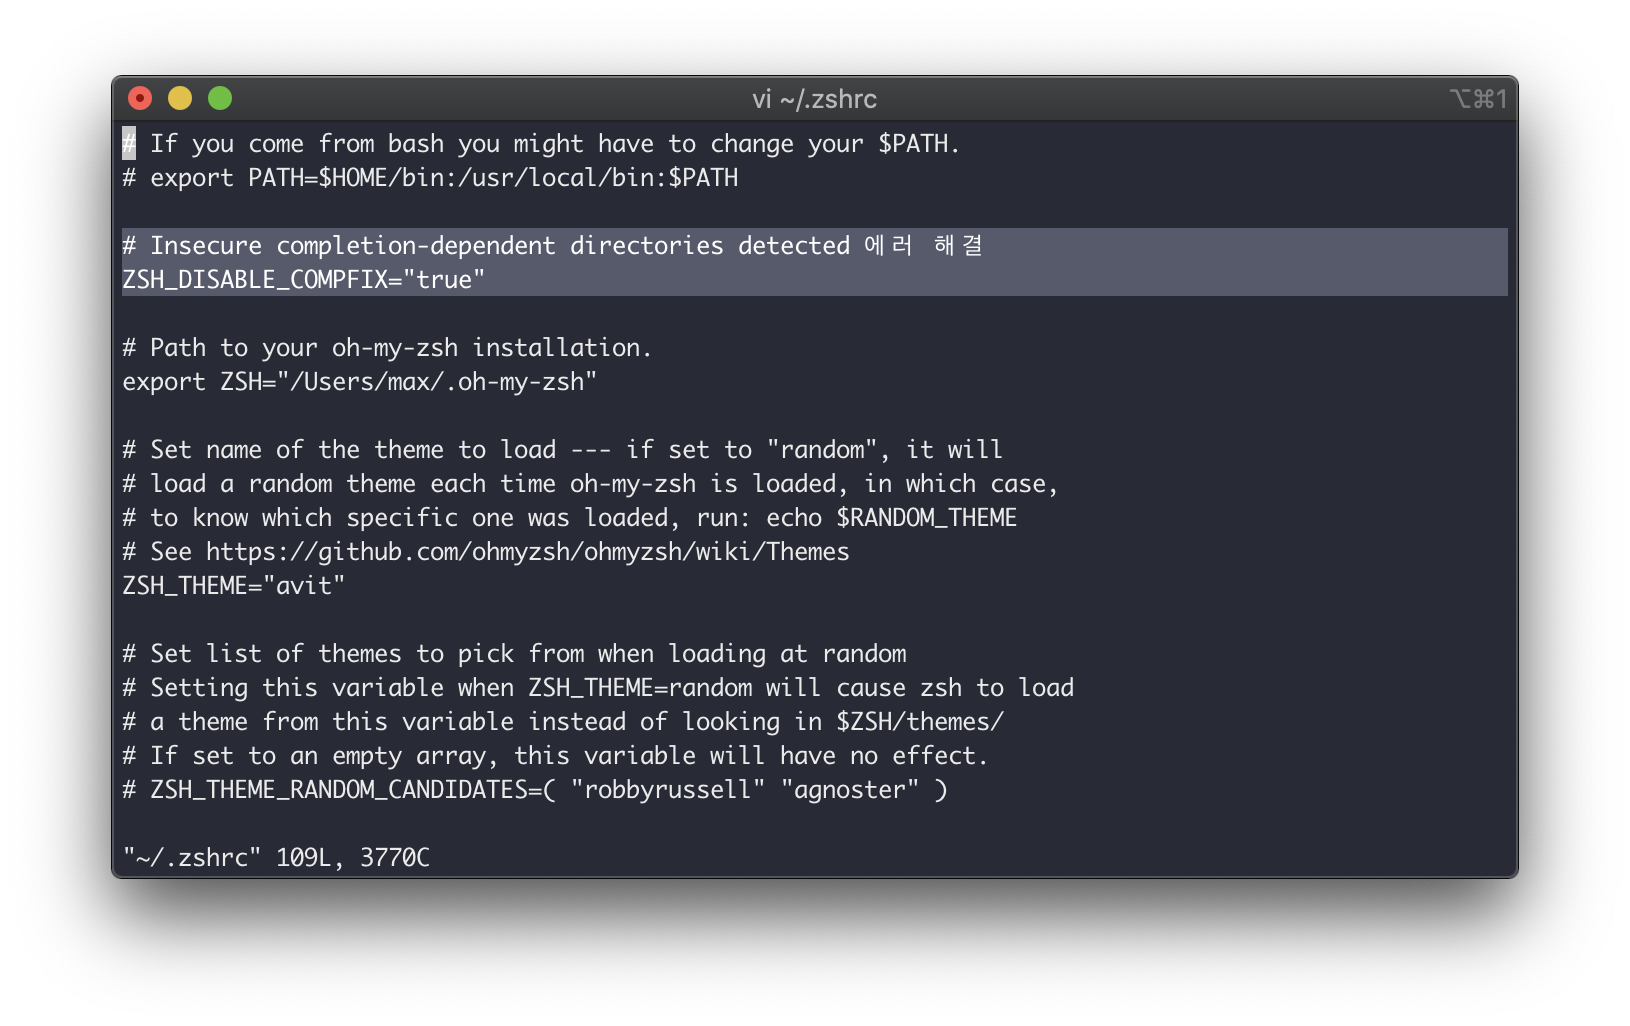 vi ~/.zshrc ⌥⌘1
# If you come from bash you might have to change your $PATH.
# export PATH=$HOME/bin:/usr/local/bin:$PATH
# Insecure completion-dependent directories detected 에러 해결
ZSH_DISABLE_COMPFIX="true"
# Path to your oh-my-zsh installation.
export ZSH="/Users/max/.oh-my-zsh"
# Set name of the theme to load --- if set to "random", it will
# load a random theme each time oh-my-zsh is loaded, in which case,
# to know which specific one was loaded, run: echo $RANDOM_THEME
# See https://github.com/ohmyzsh/ohmyzsh/wiki/Themes
ZSH_THEME="avit"
# Set list of themes to pick from when loading at random
# Setting this variable when ZSH_THEME=random will cause zsh to load
# a theme from this variable instead of looking in $ZSH/themes/
# If set to an empty array, this variable will have no effect.
# ZSH_THEME_RANDOM_CANDIDATES=( "robbyrussell" "agnoster" )
"~/.zshrc" 109L, 3770C